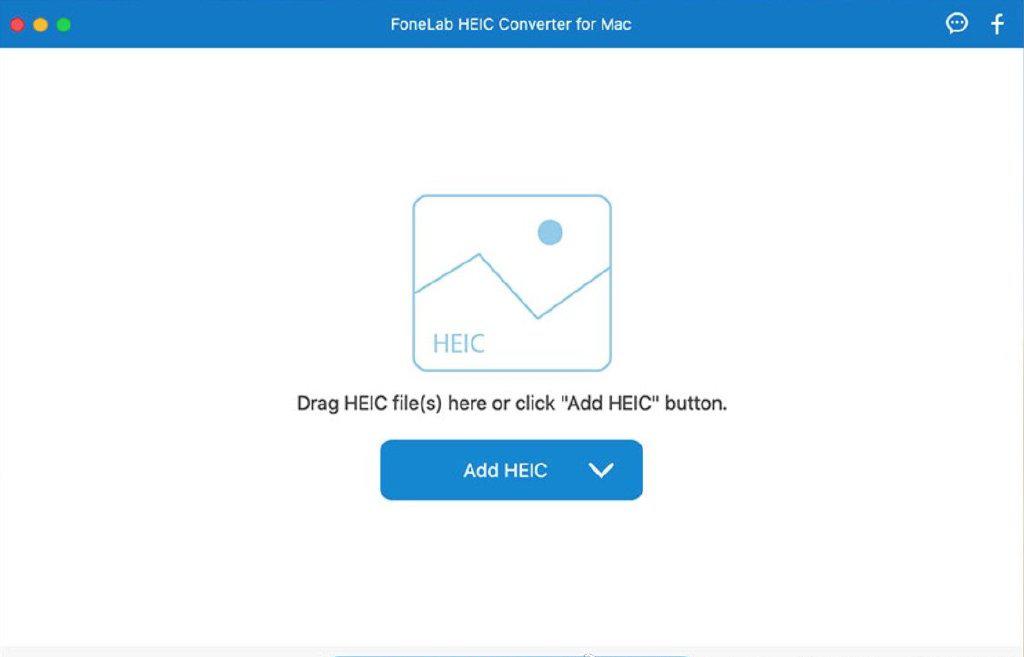 FoneLab HEIC Converter for Mac
HEIC
Drag HEIC file(s) here or click "Add HEIC" button.
Add HEIC